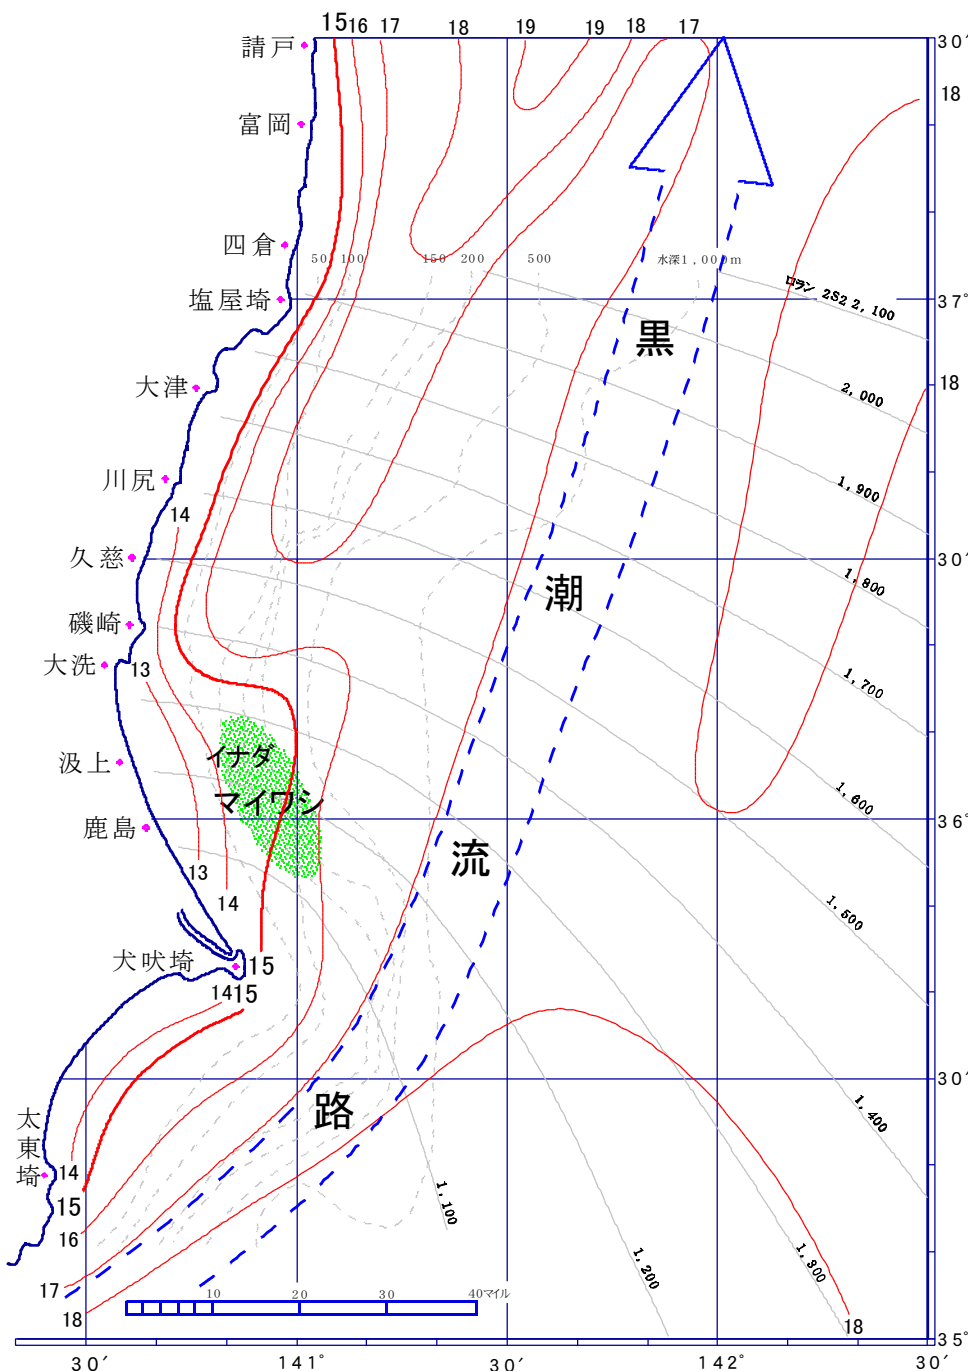 15 16 17 18 19 19 18 17
請戸
30′
18
富岡
四倉
50 100 150 200 500 水深1,000m
ロラン 2S2 2,100
塩屋埼
37°
黒
大津
18
2,000
川尻
1,900
14
久慈
30′
潮
1,800
磯崎
大洗
13
1,700
イナダ
汲上
マイワシ
1,600
36°
鹿島
流
13
14
1,500
犬吠埼
15
14 15
30′
路
1,400
太東埼
14
15
1,100
16
1,200
1,300
17
18
10 20 30 40マイル
18
35°
30′ 141° 30′ 142° 30′